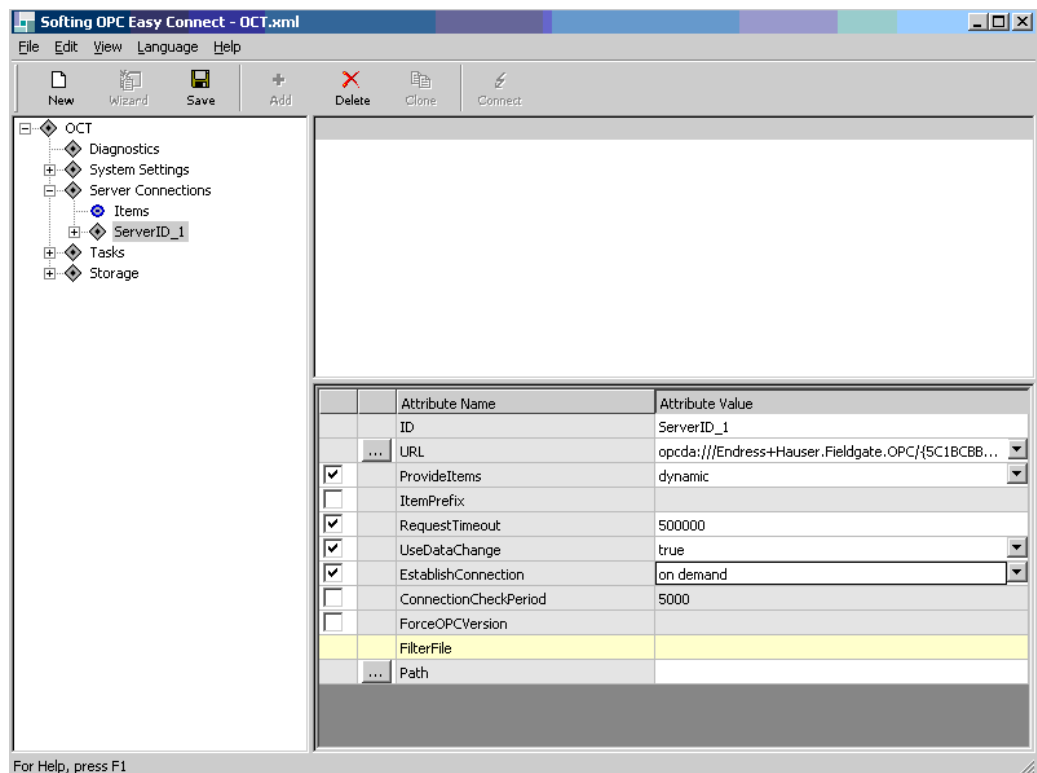 Softing OPC Easy Connect - OCT.xml
File Edit View Language Help
New Wizard Save Add Delete Clone Connect
OCT
Diagnostics
System Settings
Server Connections
Items
ServerID_1
Tasks
Storage
Attribute Name Attribute Value
ID ServerID_1
... URL opcda:///Endress+Hauser.Fieldgate.OPC/{5C1BCBB...
ProvideItems dynamic
ItemPrefix
RequestTimeout 500000
UseDataChange true
EstablishConnection on demand
ConnectionCheckPeriod 5000
ForceOPCVersion
FilterFile
... Path
For Help, press F1